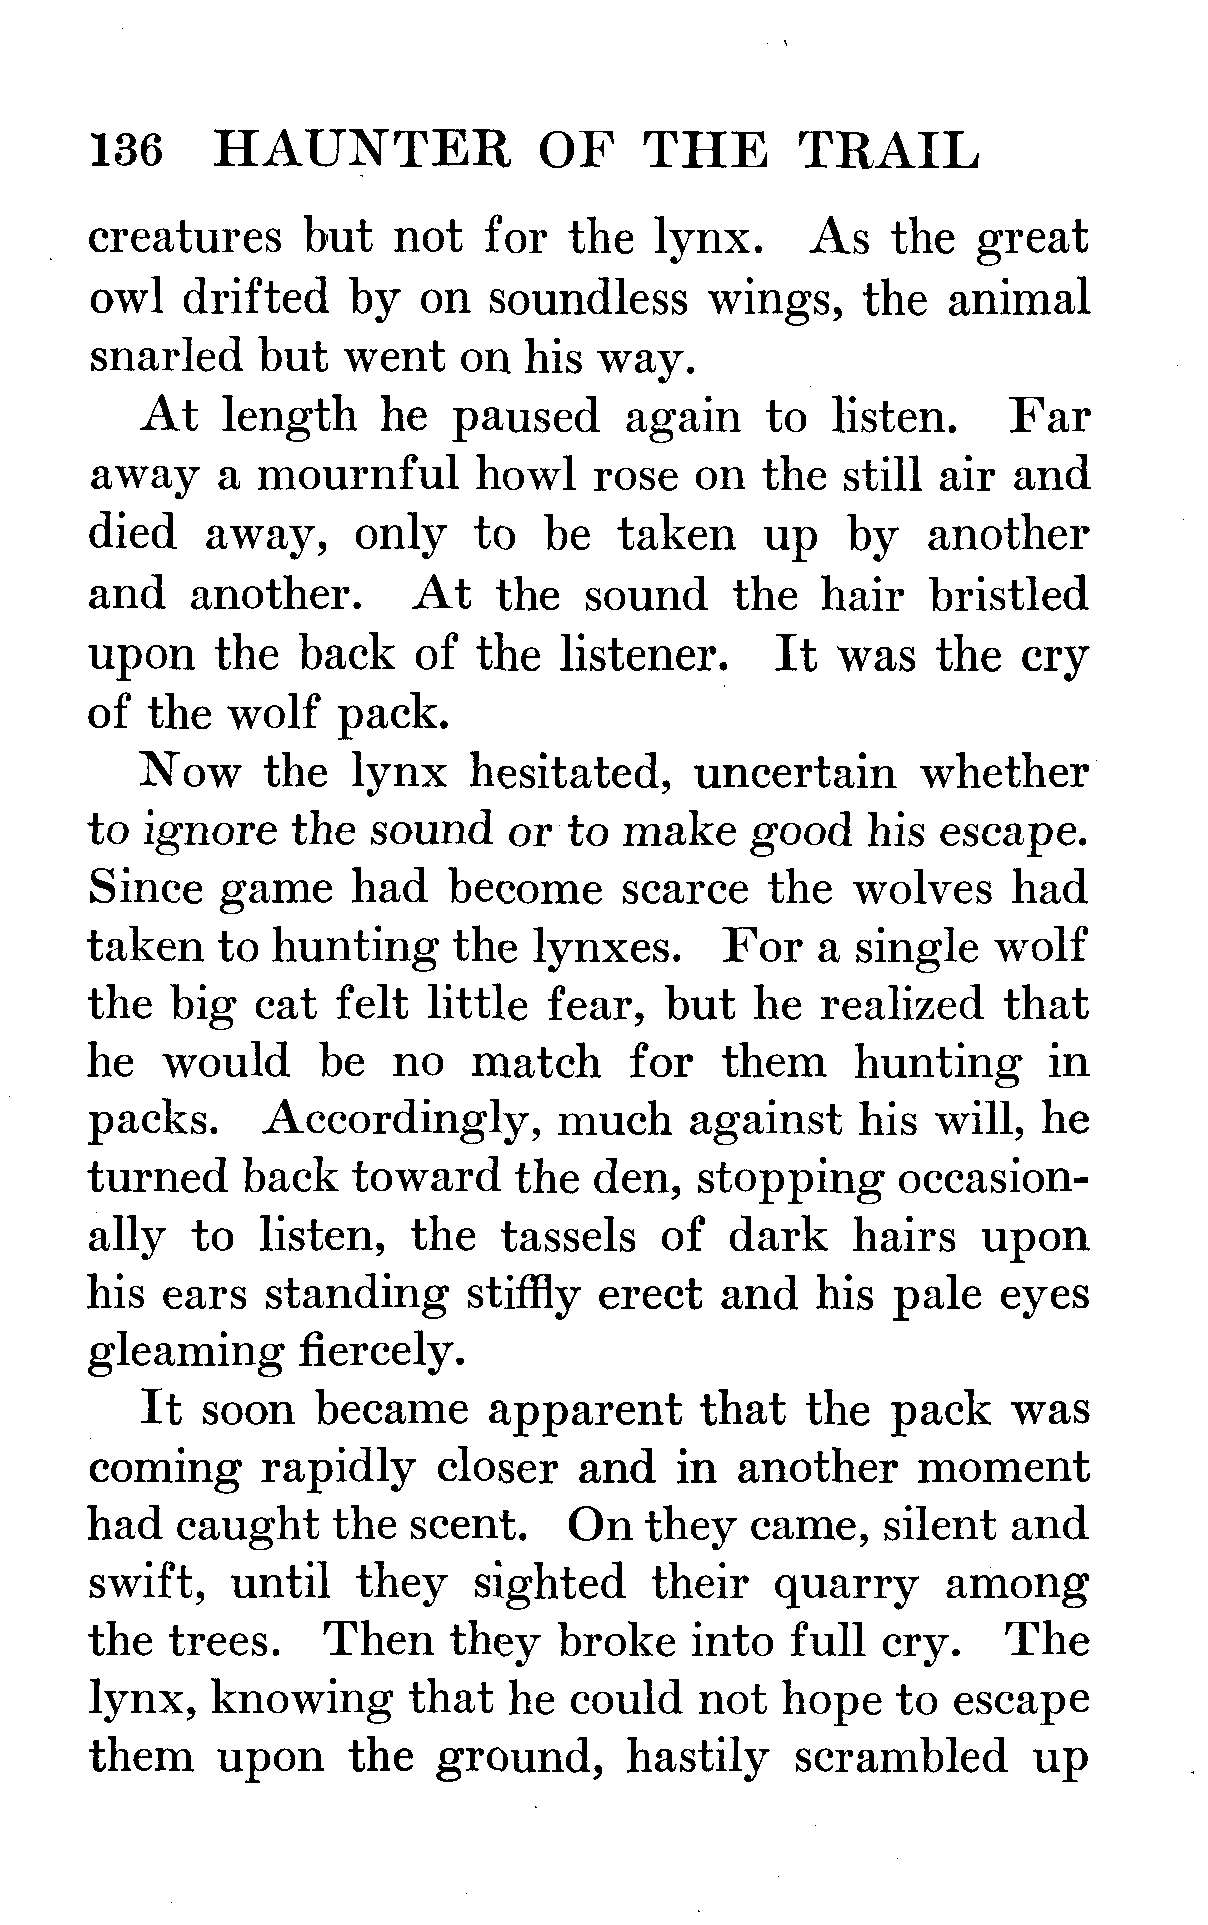 136 HAUNTER OF THE TRAIL
creatures but not for the lynx. As the great
owl drifted by on soundless wings, the animal
snarled but went on his way.
At length he paused again to listen. Far
away a mournful howl rose on the still air and
died away, only to be taken up by another
and another. At the sound the hair bristled
upon the back of the listener. It was the cry
of the wolf pack.
Now the lynx hesitated, uncertain whether
to ignore the sound or to make good his escape.
Since game had become scarce the wolves had
taken to hunting the lynxes. For a single wolf
the big cat felt little fear, but he realized that
he would be no match for them hunting in
packs. Accordingly, much against his will, he
turned back toward the den, stopping occasion-
ally to listen, the tassels of dark hairs upon
his ears standing stiffly erect and his pale eyes
gleaming fiercely.
It soon became apparent that the pack was
coming rapidly closer and in another moment
had caught the scent. On they came, silent and
swift, until they sighted their quarry among
the trees. Then they broke into full cry. The
lynx, knowing that he could not hope to escape
them upon the ground, hastily scrambled up